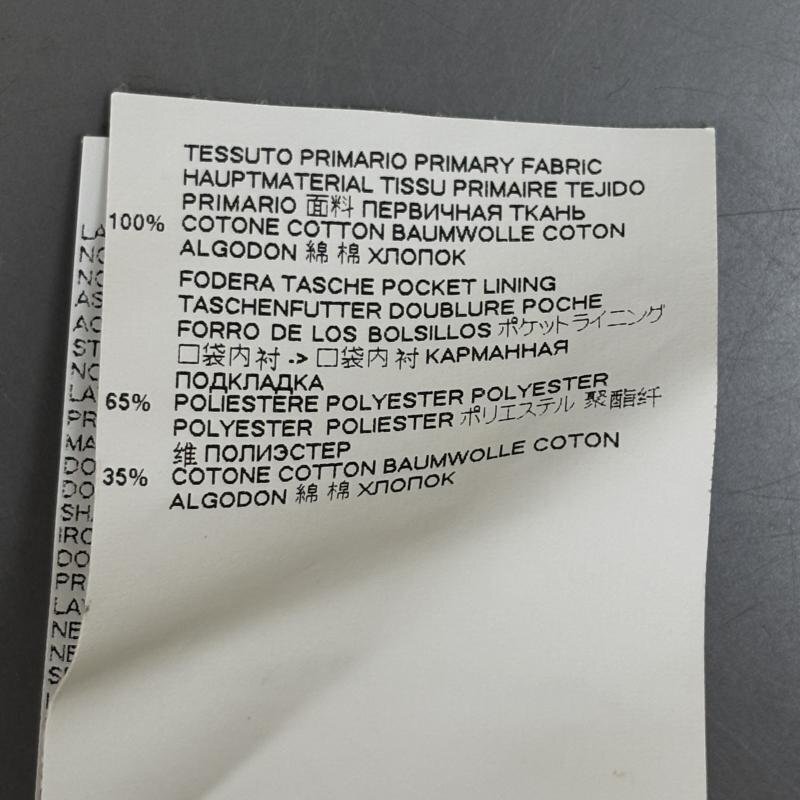 TESSUTO PRIMARIO PRIMARY FABRIC
HAUPTMATERIAL TISSU PRIMAIRE TEJIDO
PRIMARIO 面料 ПЕРВИЧНАЯ ТКАНЬ
100% COTONE COTTON BAUMWOLLE COTON
ALGODON 綿 棉 ХЛОПОК
FODERA TASCHE POCKET LINING
TASCHENFUTTER DOUBLURE POCHE
FORRO DE LOS BOLSILLOS ポケットライニング
口袋内衬 -> 口袋内衬 КАРМАННАЯ
ПОДКЛАДКА
65% POLIESTERE POLYESTER POLYESTER
POLYESTER POLIESTER ポリエステル 聚酯纤
维 ПОЛИЭСТЕР
35% COTONE COTTON BAUMWOLLE COTON
ALGODON 綿 棉 ХЛОПОК